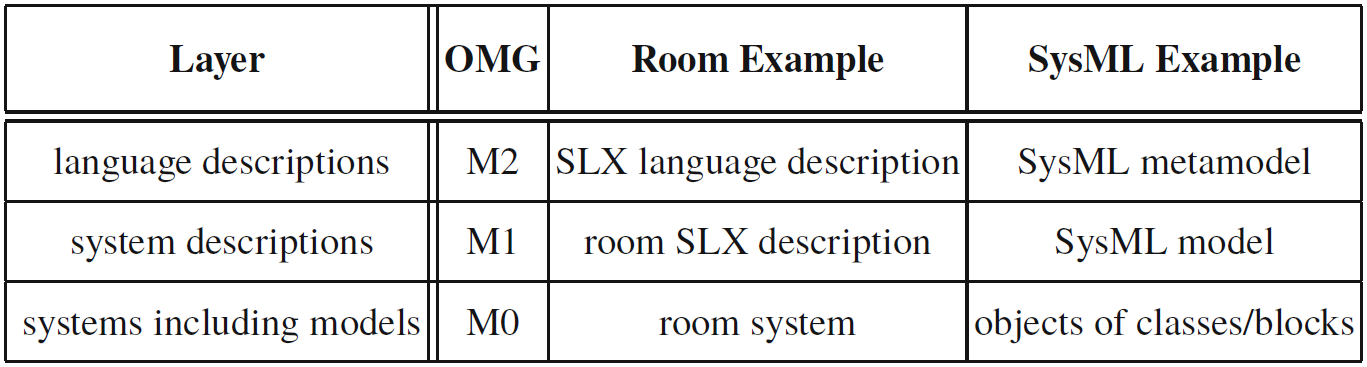 Layer OMG Room Example SysML Example
language descriptions M2 SLX language description SysML metamodel
system descriptions M1 room SLX description SysML model
systems including models M0 room system objects of classes/blocks